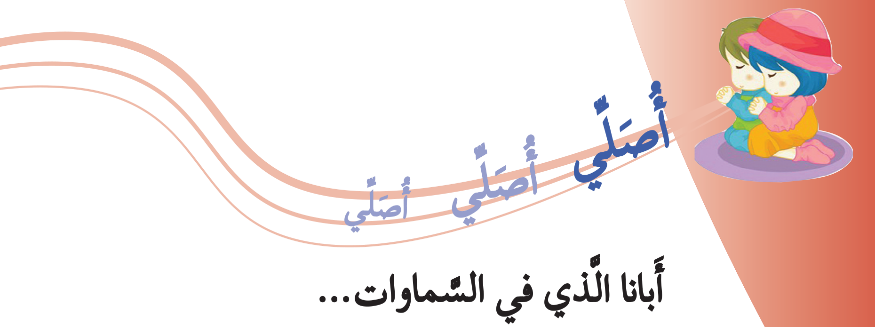 أُصَلِّي أُصَلِّي أُصَلِّي
أَبانا الَّذي في السَّماوات...